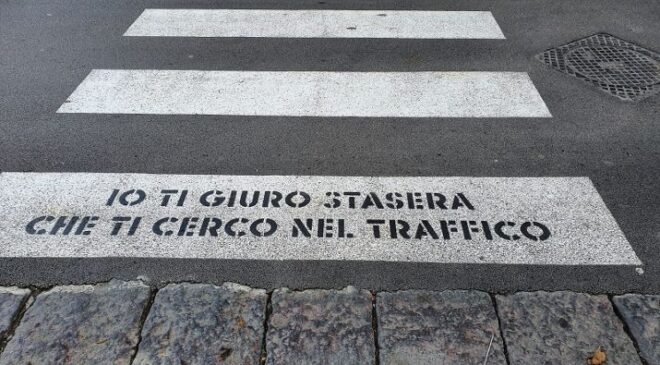 IO TI GIURO STASERA
CHE TI CERCO NEL TRAFFICO